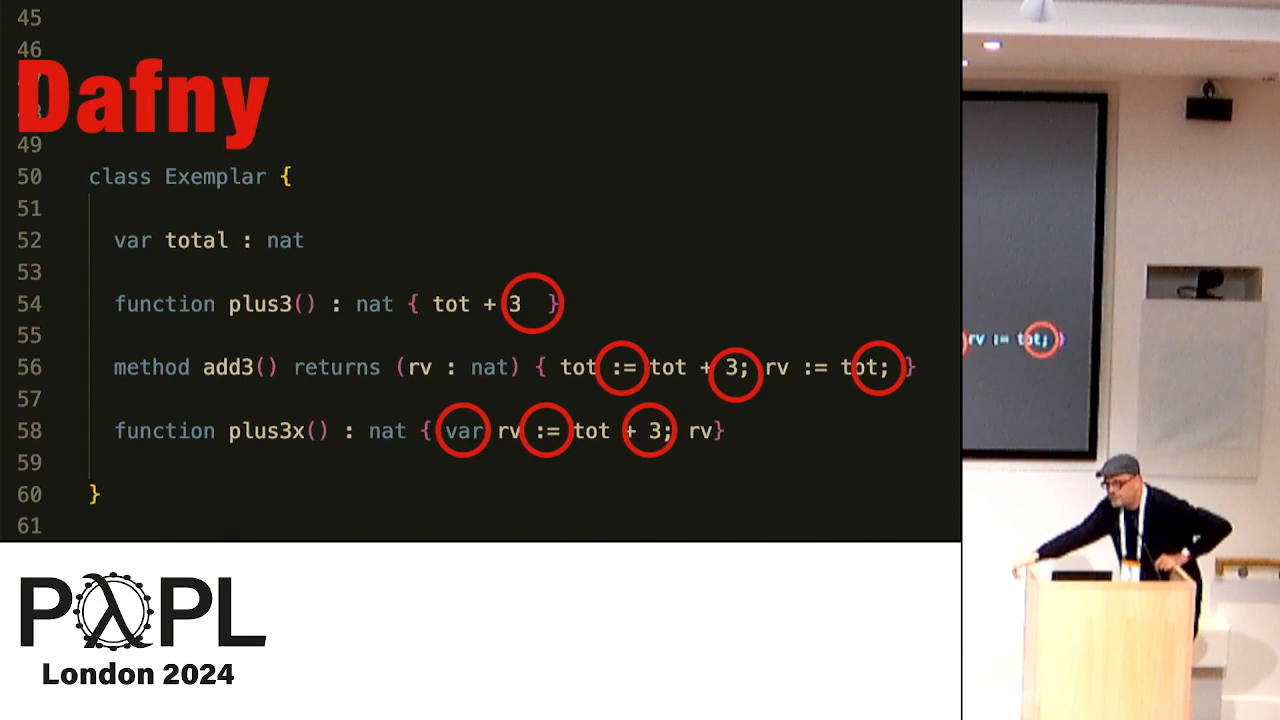 45
46
Dafny
49
50 class Exemplar {
51
52 var total : nat
53
54 function plus3() : nat { tot + 3 }
55
56 method add3() returns (rv : nat) { tot := tot + 3; rv := tot; }
57
58 function plus3x() : nat { var rv := tot + 3; rv}
59
60 }
61
rv := tot; }
PλPL
London 2024